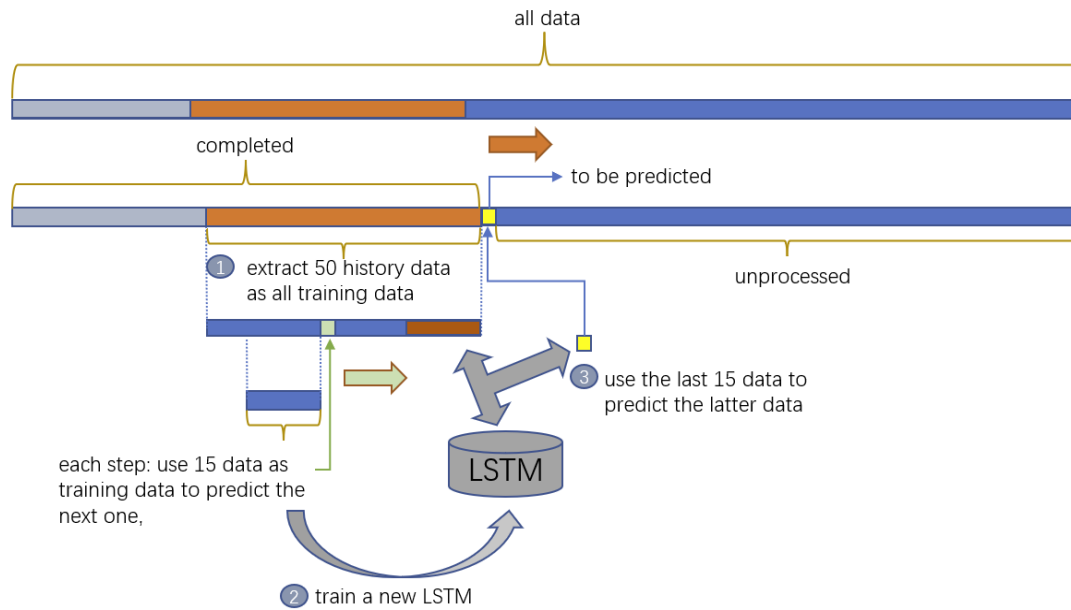 all data
completed
to be predicted
1 extract 50 history data
as all training data
unprocessed
3 use the last 15 data to
predict the latter data
each step: use 15 data as
training data to predict the
next one,
LSTM
2 train a new LSTM